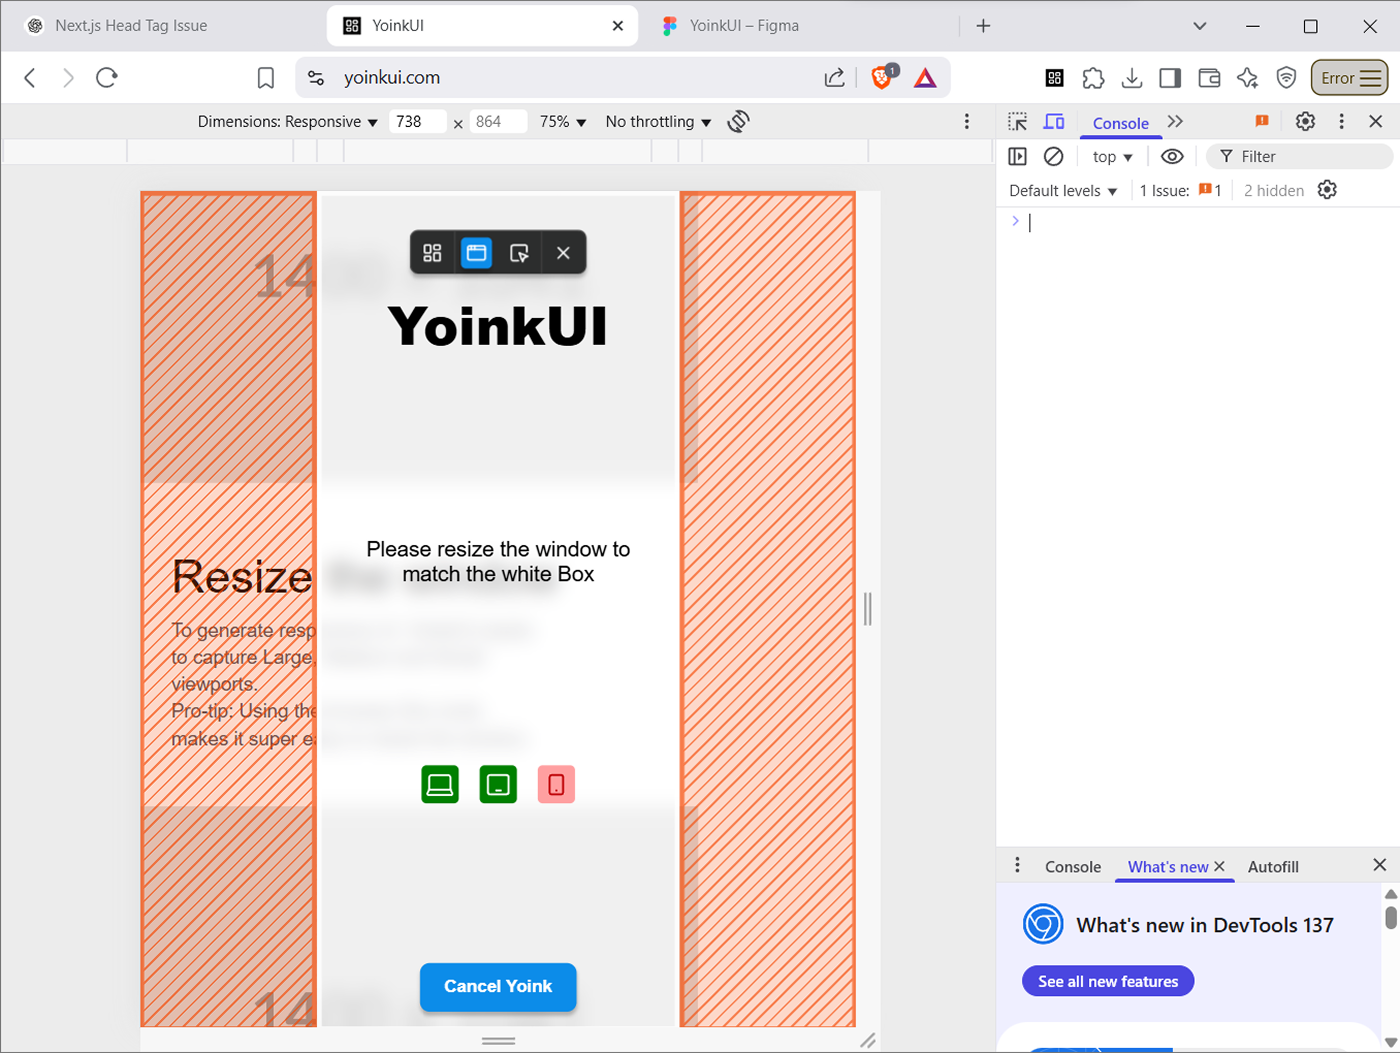 Next.js Head Tag Issue
YoinkUI
YoinkUI – Figma
yoinkui.com
1
Error
Dimensions: Responsive
738
×
864
75%
No throttling
Console
top
Filter
Default levels
1 Issue:
1
2 hidden
14
YoinkUI
Please resize the window to
match the white Box
Resize
To generate resp
to capture Large,
viewports.
Pro-tip: Using the
makes it super ea
Cancel Yoink
14
Console
What's new
Autofill
What's new in DevTools 137
See all new features